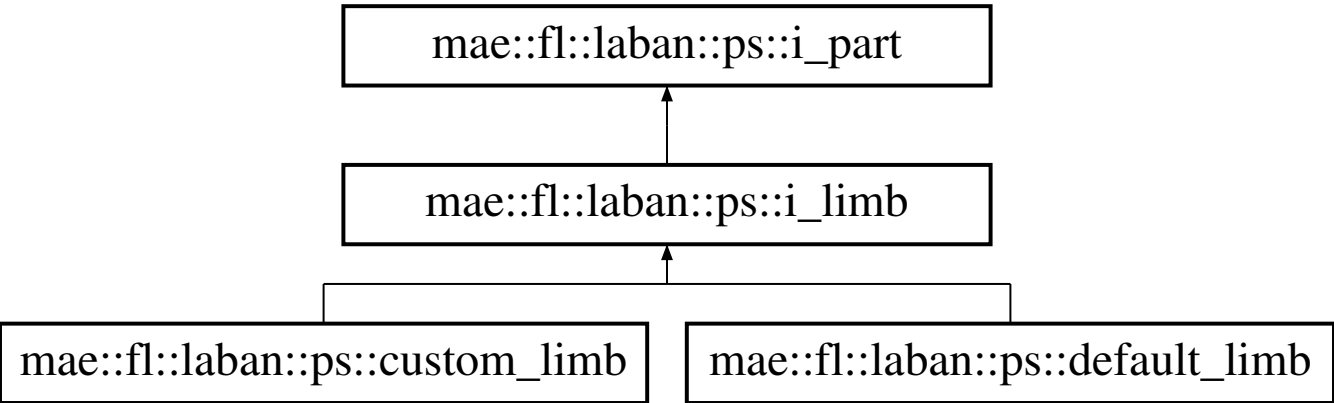 mae::fl::laban::ps::i_part
mae::fl::laban::ps::i_limb
mae::fl::laban::ps::custom_limb
mae::fl::laban::ps::default_limb